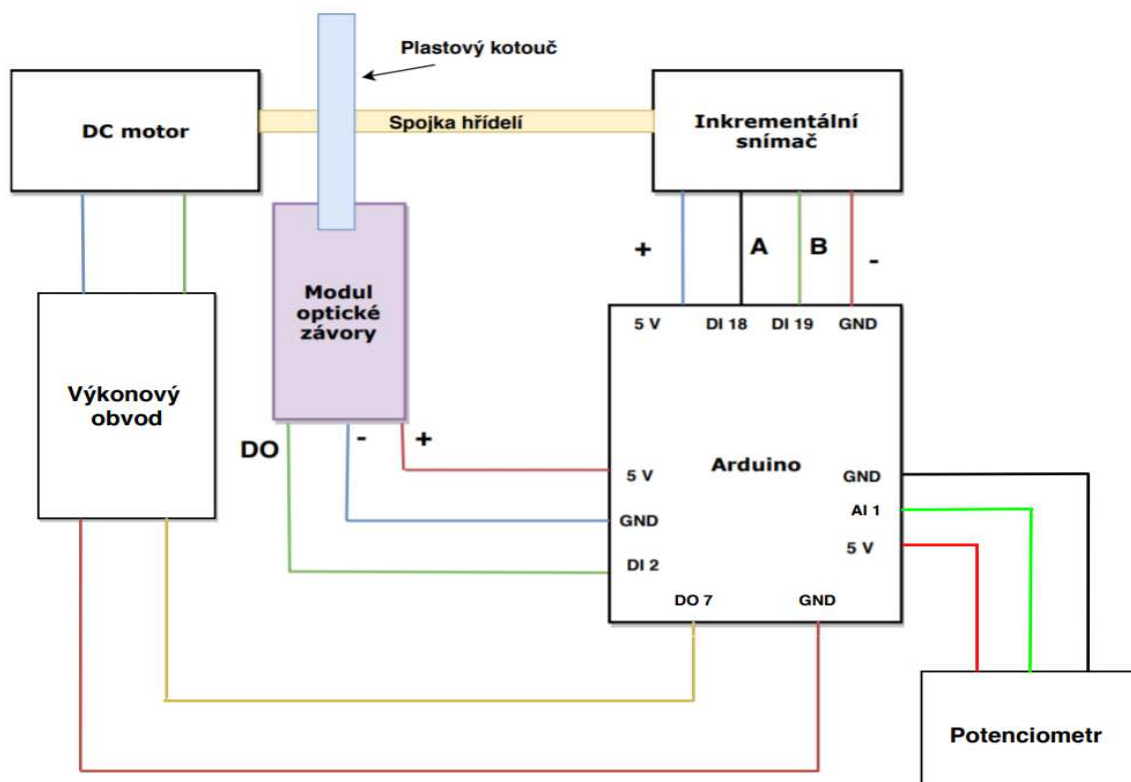 Plastový kotouč
DC motor
Spojka hřídelí
Inkrementální
snímač
+
A
B
-
Modul
optické
závory
5 V
DI 18
DI 19
GND
Výkonový
obvod
DO
-
+
Arduino
5 V
GND
DI 2
GND
AI 1
5 V
DO 7
GND
Potenciometr